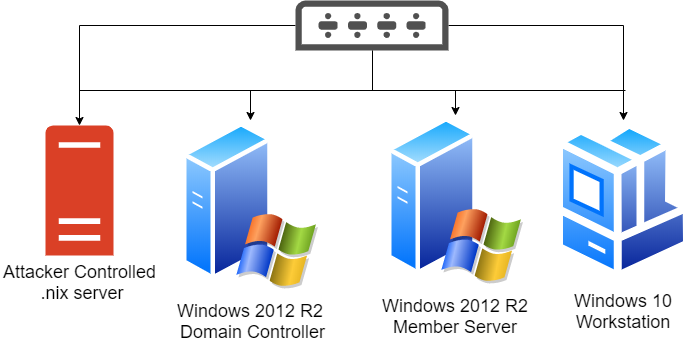 Attacker Controlled
.nix server
Windows 2012 R2
Domain Controller
Windows 2012 R2
Member Server
Windows 10
Workstation